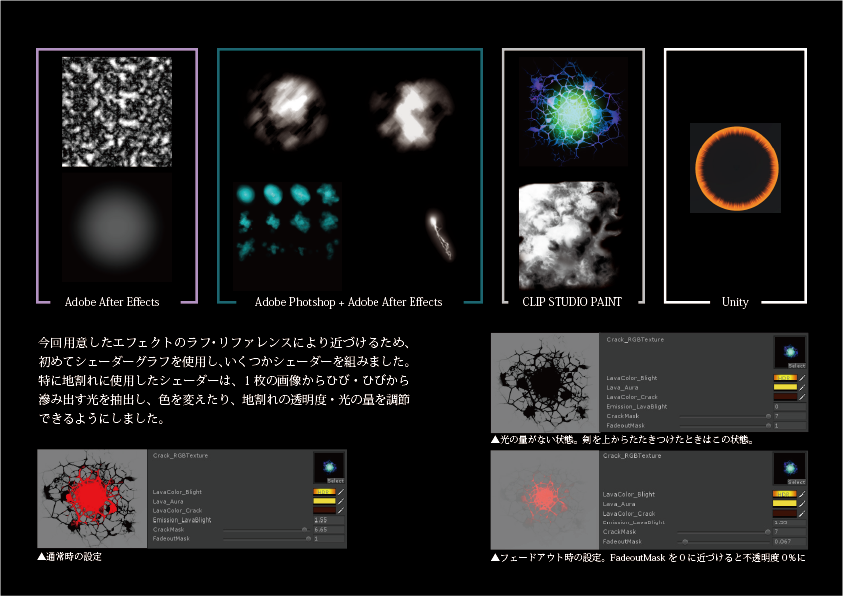 Adobe After Effects
Adobe Photshop + Adobe After Effects
CLIP STUDIO PAINT
Unity
今回用意したエフェクトのラフ・リファレンスにより近づけるため、
初めてシェーダーグラフを使用し、いくつかシェーダーを組みました。
特に地割れに使用したシェーダーは、1枚の画像からひび・ひびから
滲み出す光を抽出し、色を変えたり、地割れの透明度・光の量を調節
できるようにしました。
Crack_RGBTexture
Select
LavaColor_Blight
HDR
Lava_Aura
LavaColor_Crack
Emission_LavaBlight 1.55
CrackMask 6.65
FadeoutMask 1
▲通常時の設定
Crack_RGBTexture
Select
LavaColor_Blight
HDR
Lava_Aura
LavaColor_Crack
Emission_LavaBlight 0
CrackMask 7
FadeoutMask 1
▲光の量がない状態。剣を上からたたきつけたときはこの状態。
Crack_RGBTexture
Select
LavaColor_Blight
HDR
Lava_Aura
LavaColor_Crack
Emission_LavaBlight 1.55
CrackMask 7
FadeoutMask 0.067
▲フェードアウト時の設定。FadeoutMask を0に近づけると不透明度0%に